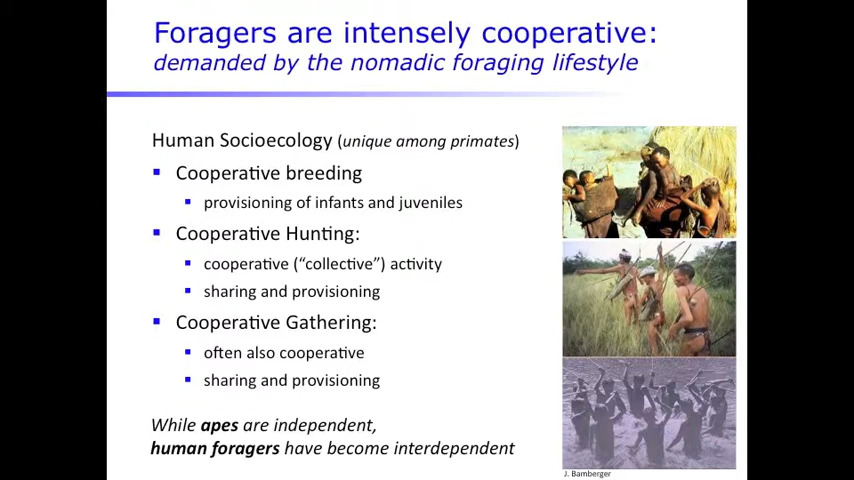 Foragers are intensely cooperative:
demanded by the nomadic foraging lifestyle
Human Socioecology (unique among primates)
▪ Cooperative breeding
▪ provisioning of infants and juveniles
▪ Cooperative Hunting:
▪ cooperative (“collective”) activity
▪ sharing and provisioning
▪ Cooperative Gathering:
▪ often also cooperative
▪ sharing and provisioning
While apes are independent,
human foragers have become interdependent
J. Bamberger